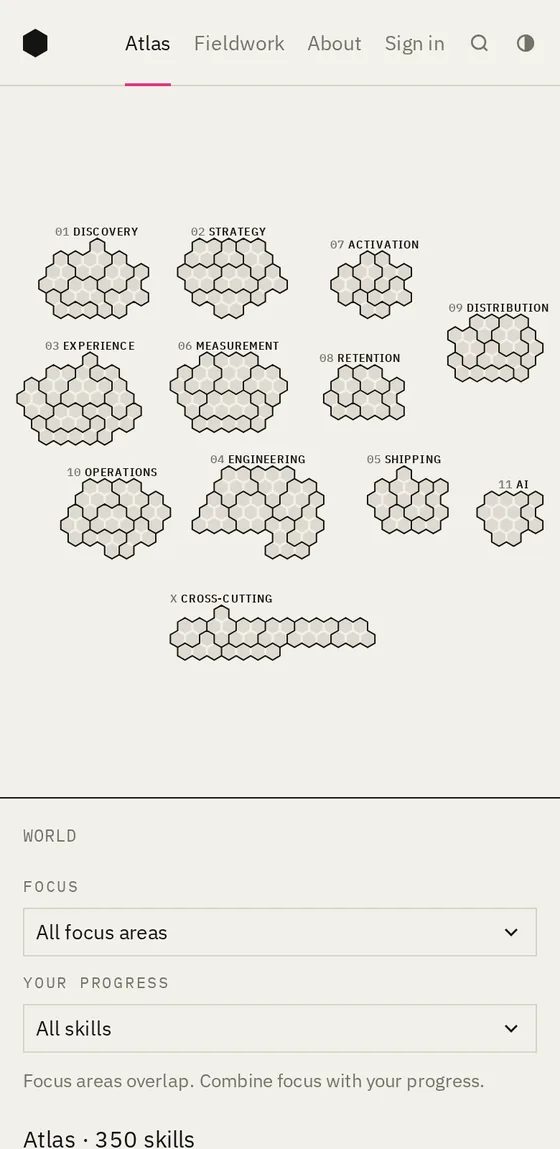 Atlas Fieldwork About Sign in
01 DISCOVERY
02 STRATEGY
07 ACTIVATION
09 DISTRIBUTION
03 EXPERIENCE
06 MEASUREMENT
08 RETENTION
10 OPERATIONS
04 ENGINEERING
05 SHIPPING
11 AI
X CROSS-CUTTING
WORLD
FOCUS
All focus areas
YOUR PROGRESS
All skills
Focus areas overlap. Combine focus with your progress.
Atlas · 350 skills